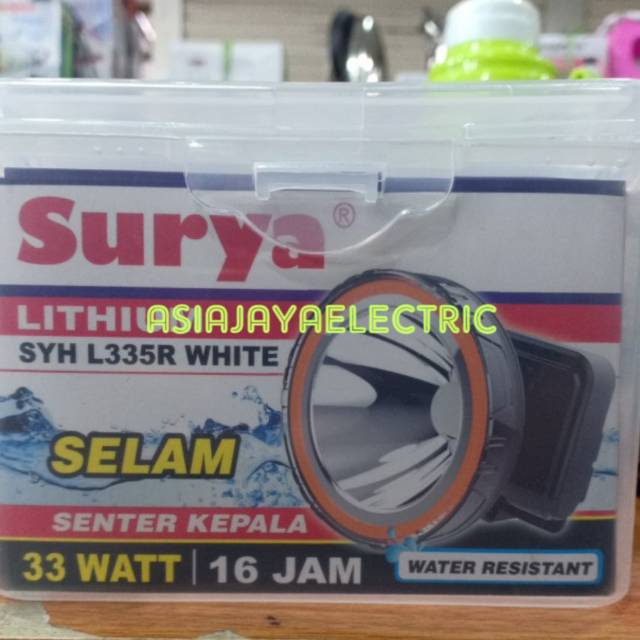 Surya®
LITHIU
ASIAJAYAELECTRIC
SYH L335R WHITE
SELAM
SENTER KEPALA
33 WATT | 16 JAM
WATER RESISTANT